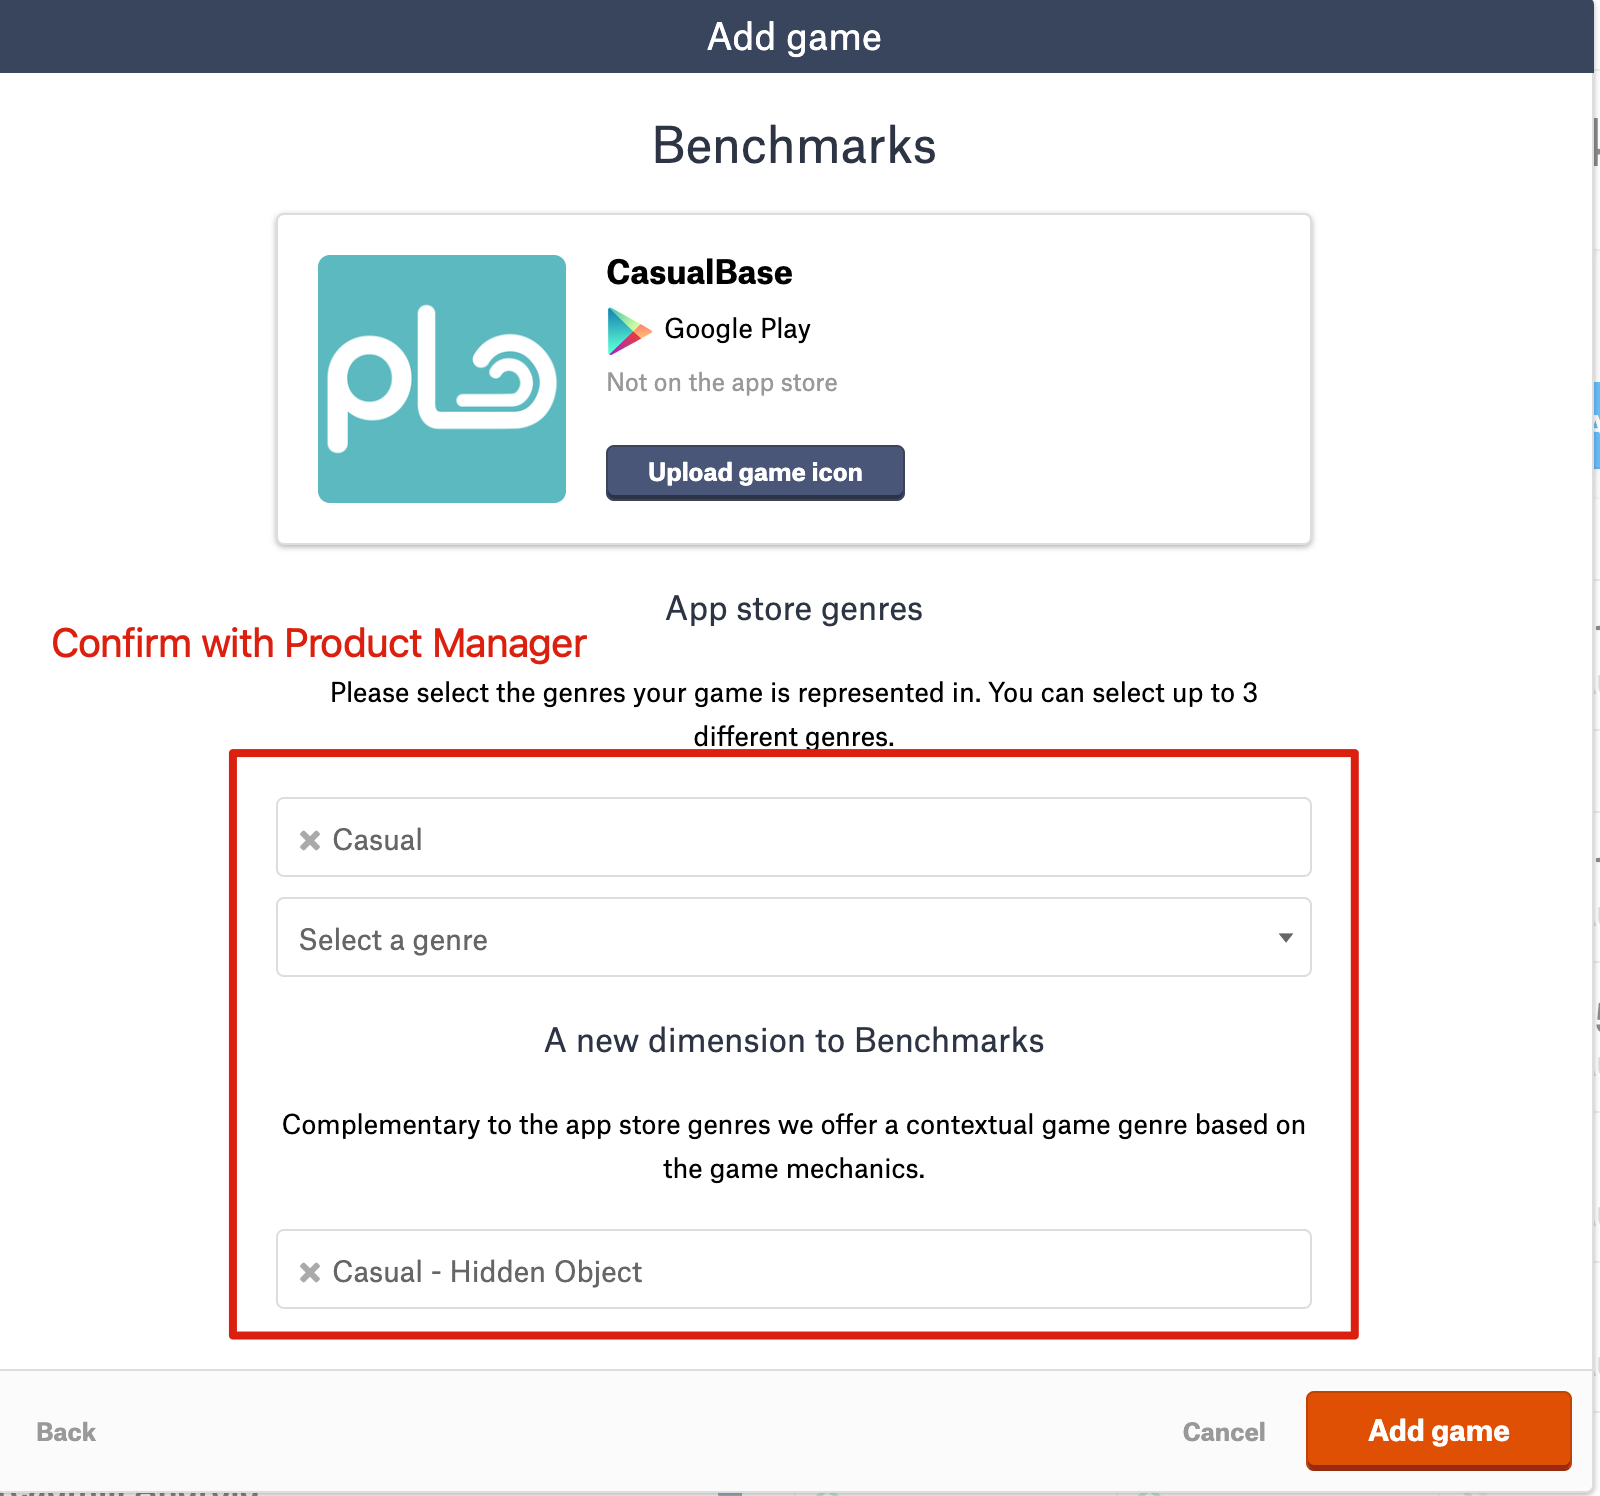 Add game
Benchmarks
CasualBase
Google Play
Not on the app store
Upload game icon
App store genres
Confirm with Product Manager
Please select the genres your game is represented in. You can select up to 3
different genres.
Casual
Select a genre
A new dimension to Benchmarks
Complementary to the app store genres we offer a contextual game genre based on
the game mechanics.
Casual - Hidden Object
Back
Cancel
Add game